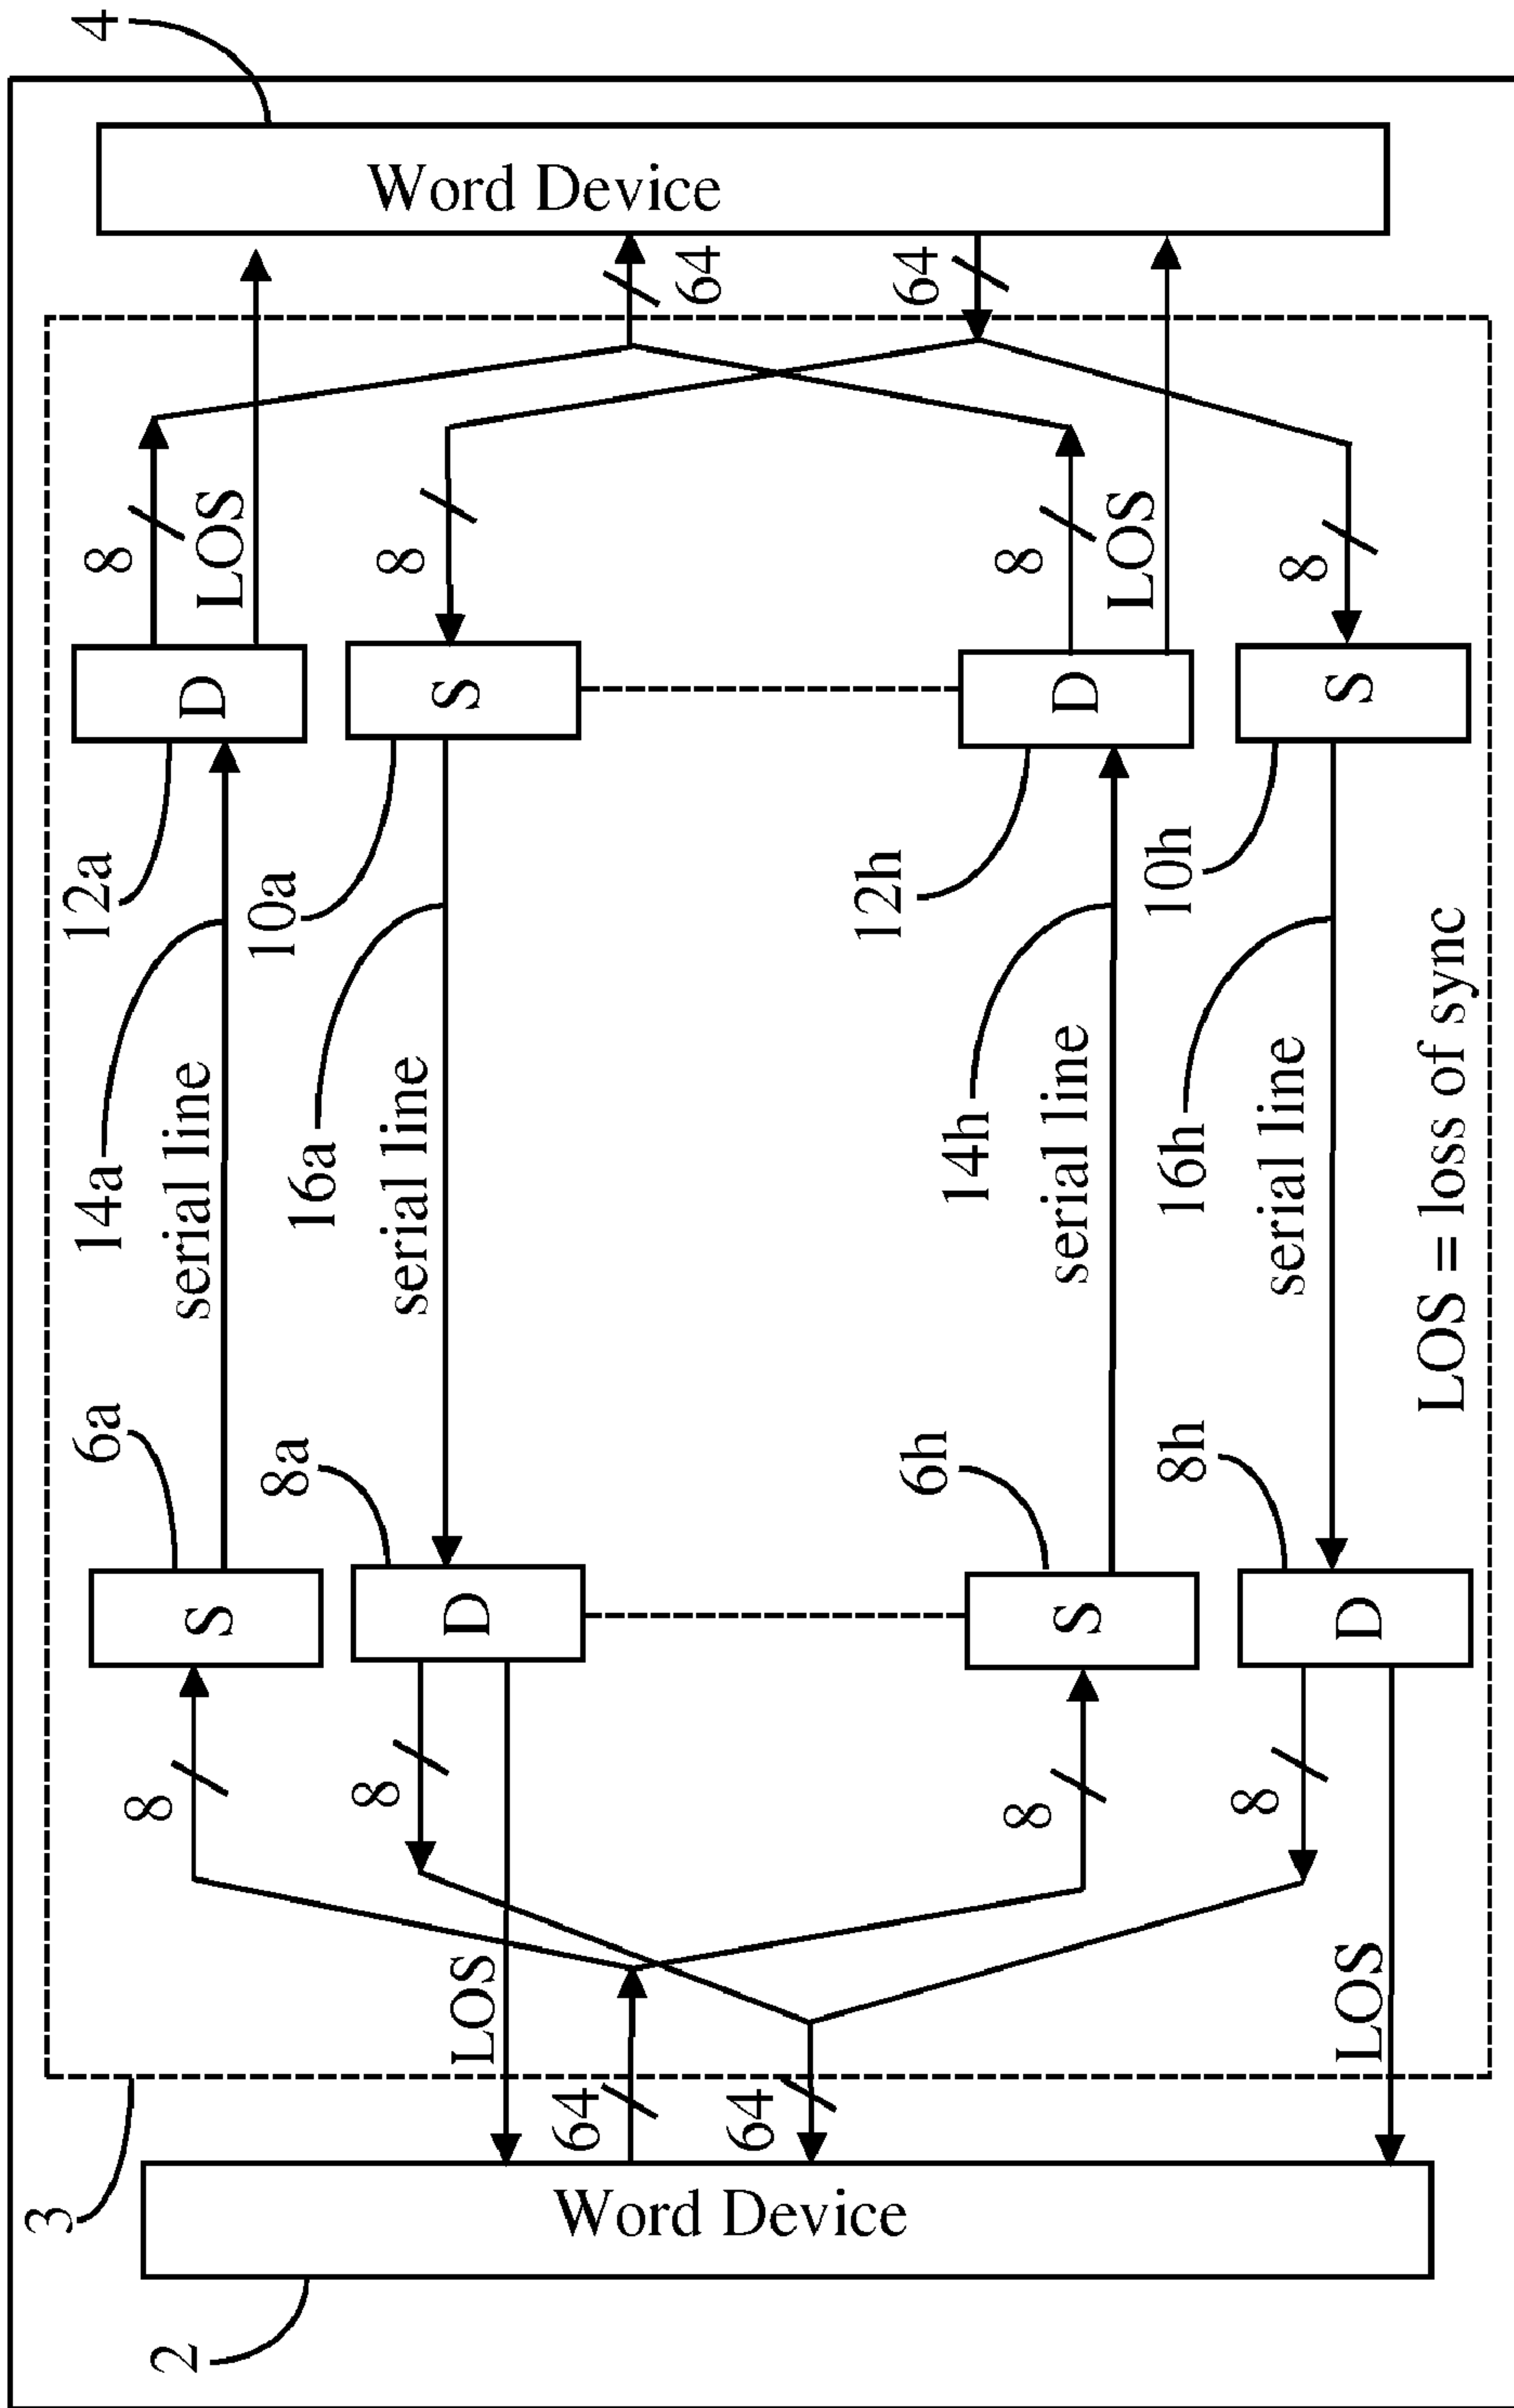 4
Word Device
64
64
8
LOS
8
8
LOS
8
D
S
D
S
12a
10a
12h
10h
14a
serial line
16a
serial line
14h
serial line
16h
serial line
LOS = loss of sync
6a
8a
6h
8h
S
D
S
D
8
8
8
8
LOS
64
64
LOS
3
Word Device
2